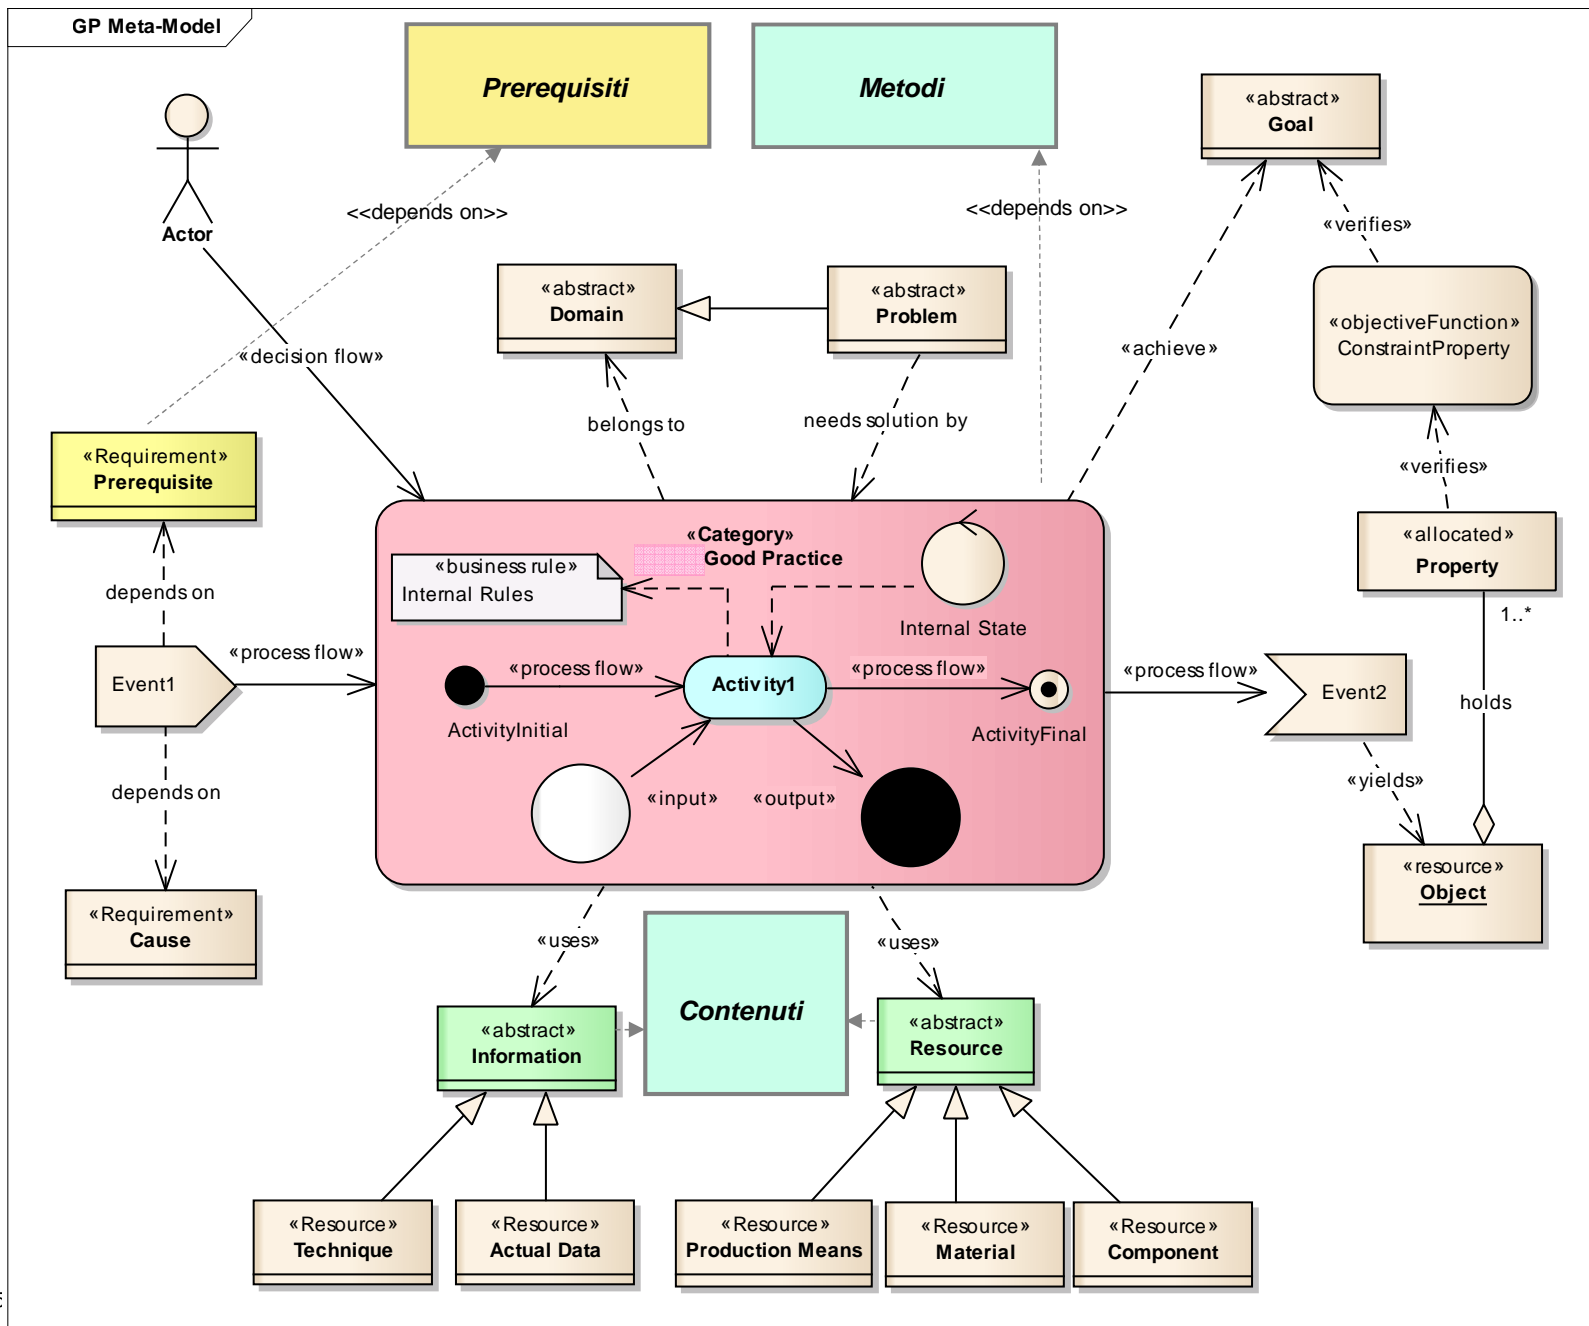 GP Meta-Model
Prerequisiti
Metodi
«abstract»
Goal
Actor
<<depends on>>
<<depends on>>
«verifies»
«abstract»
Domain
«abstract»
Problem
«objectiveFunction»
ConstraintProperty
«decision flow»
«achieve»
belongs to
needs solution by
«Requirement»
Prerequisite
«verifies»
«allocated»
Property
1..*
«Category»
Good Practice
«business rule»
Internal Rules
Internal State
depends on
«process flow»
Event1
«process flow»
Activity1
«process flow»
«process flow»
Event2
ActivityInitial
ActivityFinal
holds
depends on
«input»
«output»
«yields»
«resource»
Object
«Requirement»
Cause
«uses»
«uses»
Contenuti
«abstract»
Information
«abstract»
Resource
«Resource»
Technique
«Resource»
Actual Data
«Resource»
Production Means
«Resource»
Material
«Resource»
Component